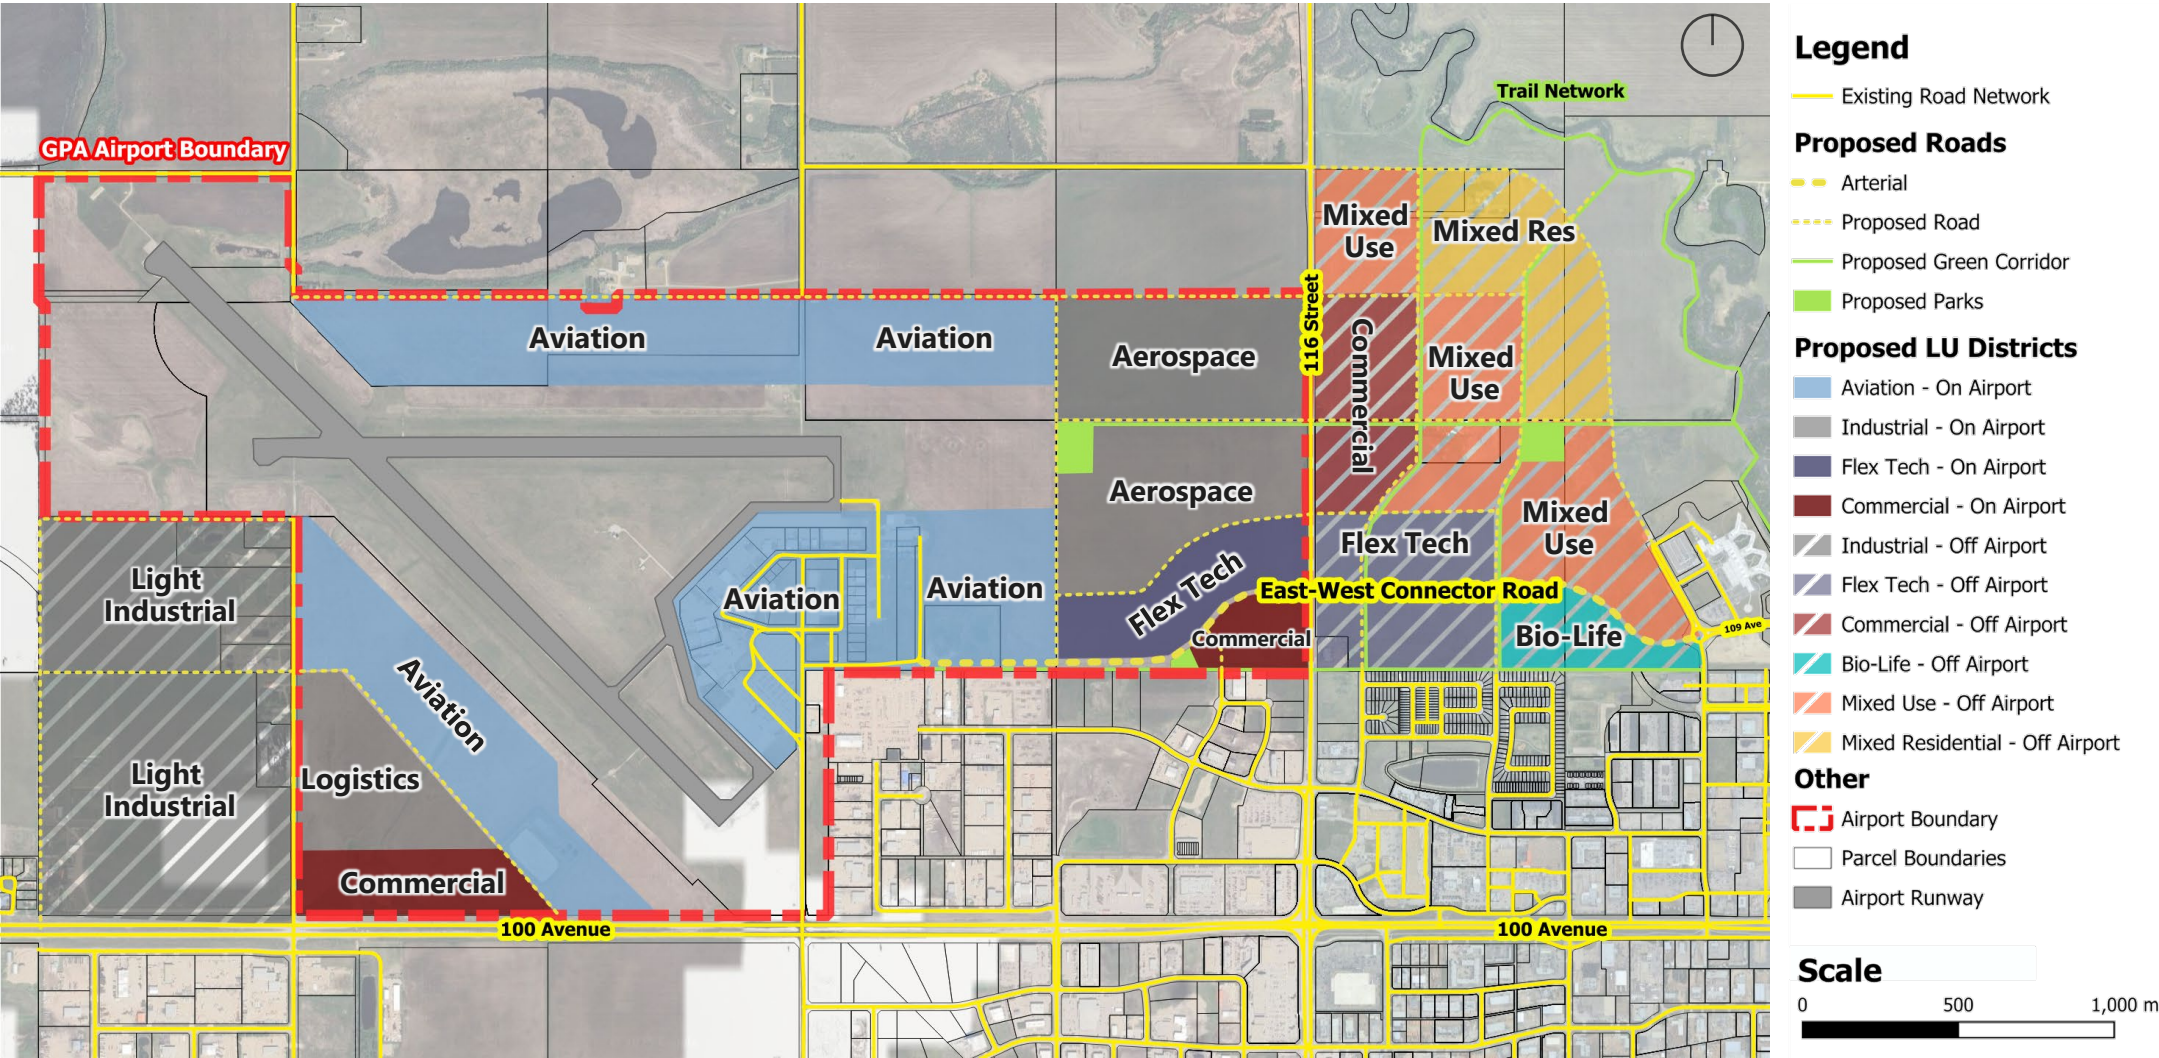 Trail Network
GPA Airport Boundary
Mixed
Use
Mixed Res
116 Street
Aviation
Aviation
Aerospace
Commercial
Mixed
Use
Aerospace
Mixed
Use
Flex Tech
Flex Tech
Light
Industrial
Aviation
Aviation
East-West Connector Road
Commercial
Bio-Life
109 Ave
Aviation
Logistics
Light
Industrial
Commercial
100 Avenue
100 Avenue
Legend
Existing Road Network
Proposed Roads
Arterial
Proposed Road
Proposed Green Corridor
Proposed Parks
Proposed LU Districts
Aviation - On Airport
Industrial - On Airport
Flex Tech - On Airport
Commercial - On Airport
Industrial - Off Airport
Flex Tech - Off Airport
Commercial - Off Airport
Bio-Life - Off Airport
Mixed Use - Off Airport
Mixed Residential - Off Airport
Other
Airport Boundary
Parcel Boundaries
Airport Runway
Scale
0 500 1,000 m